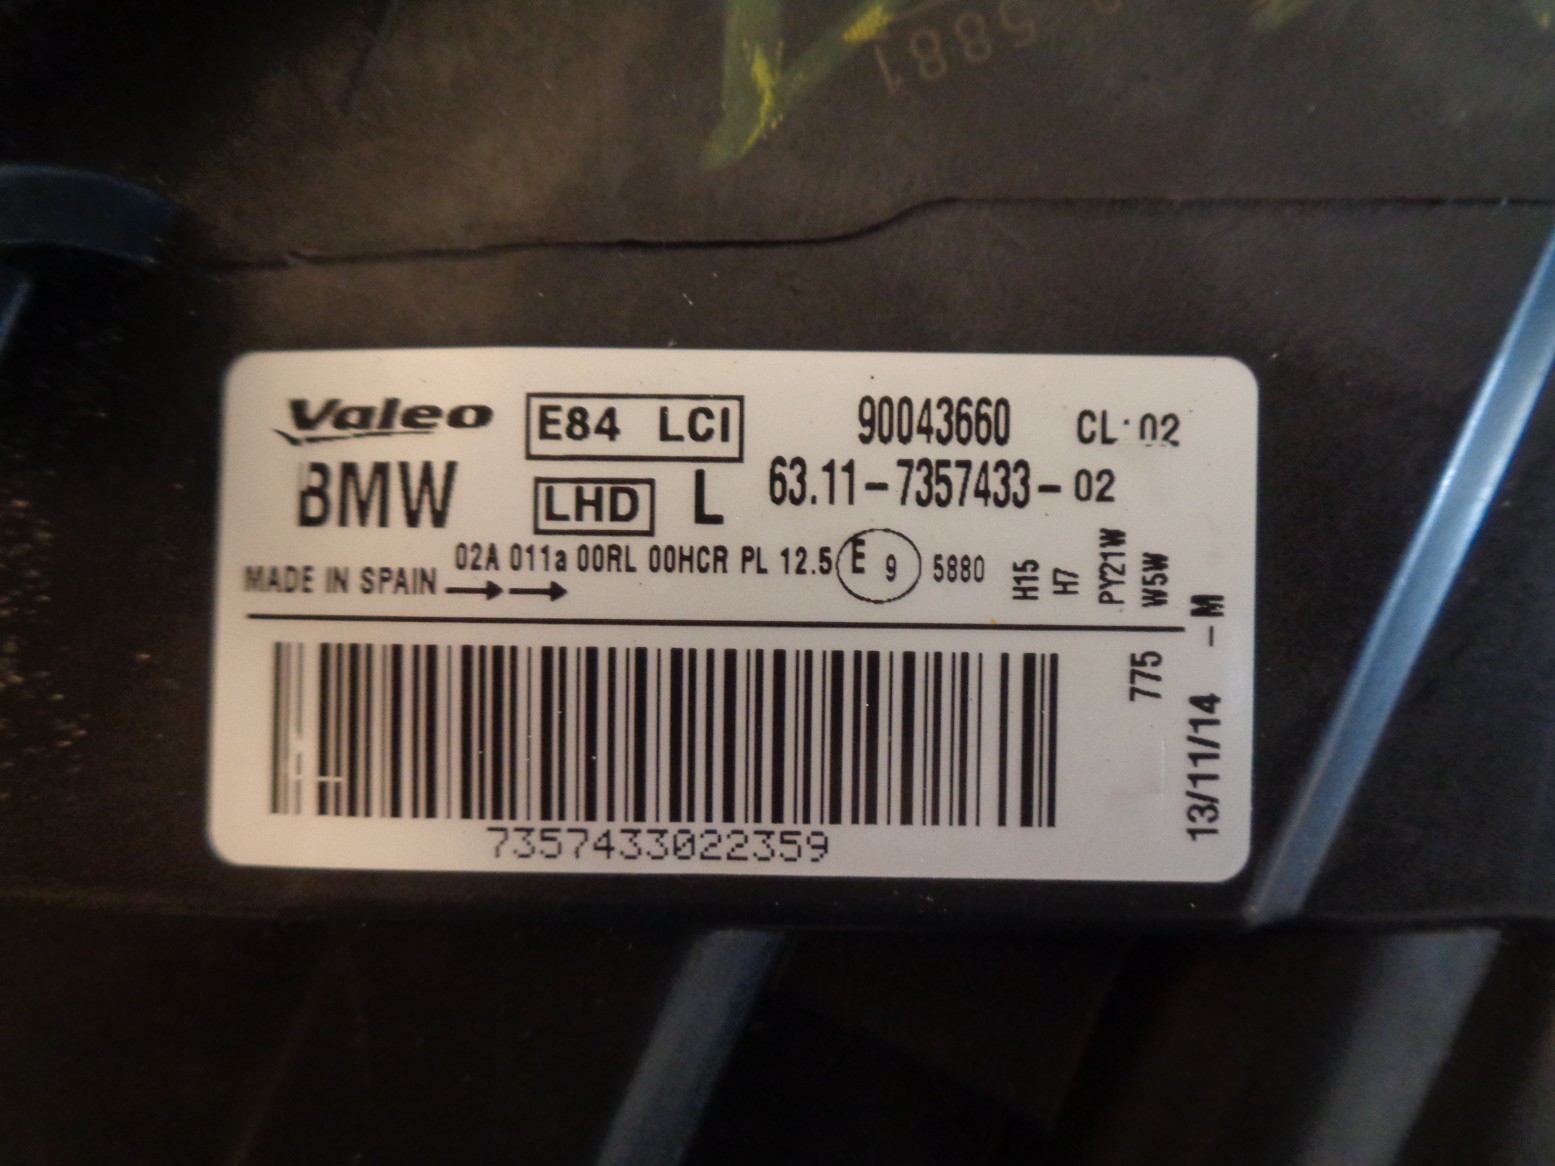 5881
Valeo E84 LCI 90043660 CL:02
BMW LHD L 63.11-7357433-02
MADE IN SPAIN 02A 011a 00RL 00HCR PL 12.5 E 9 5880
H15
H7
PY21W
W5W
775
13/11/14 -M
7357433022359